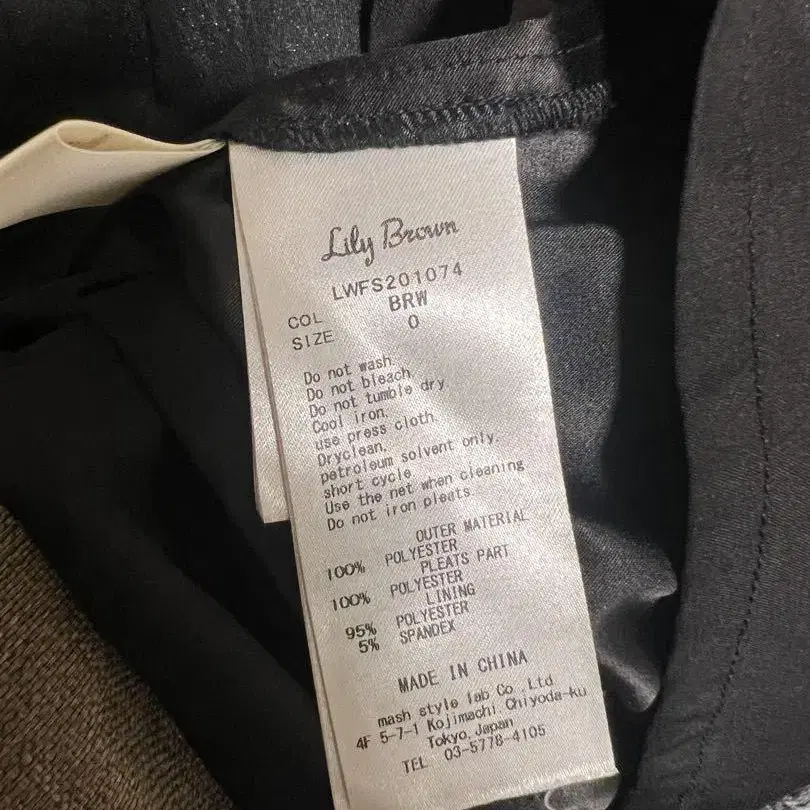 Lily Brown
LWFS201074
COL BRW
SIZE 0
Do not wash.
Do not bleach
Do not tumble dry
Cool iron.
use press cloth.
Dryclean.
petroleum solvent only.
short cycle
Use the net when cleaning
Do not iron pleats.
OUTER MATERIAL
100% POLYESTER
PLEATS PART
100% POLYESTER
LINING
95% POLYESTER
5% SPANDEX
MADE IN CHINA
mash style lab Co.,Ltd
4F 5-7-1 Kojimachi,Chiyoda-ku
Tokyo,Japan
TEL 03-5778-4105